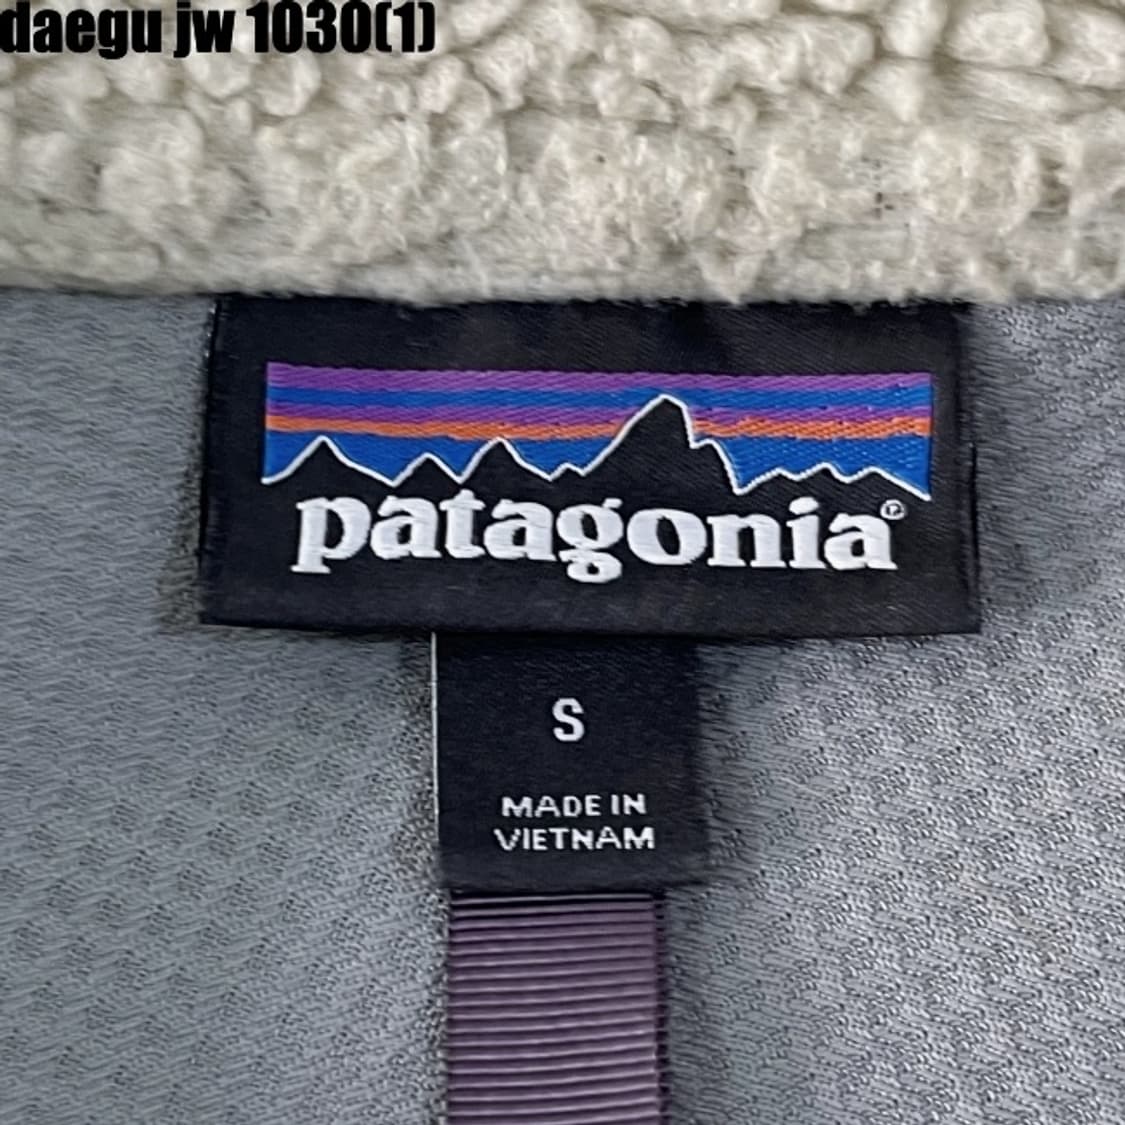 daegu jw 1030(1)
patagonia®
S
MADE IN
VIETNAM